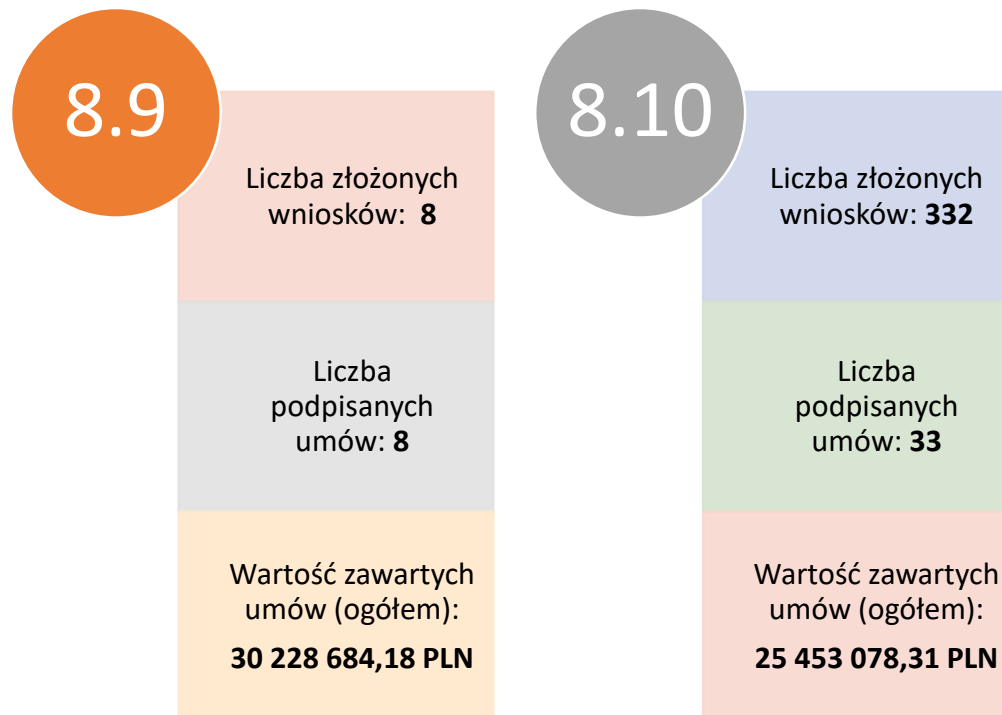 8.9
Liczba złożonych
wniosków: 8
Liczba
podpisanych
umów: 8
Wartość zawartych
umów (ogółem):
30 228 684,18 PLN
8.10
Liczba złożonych
wniosków: 332
Liczba
podpisanych
umów: 33
Wartość zawartych
umów (ogółem):
25 453 078,31 PLN